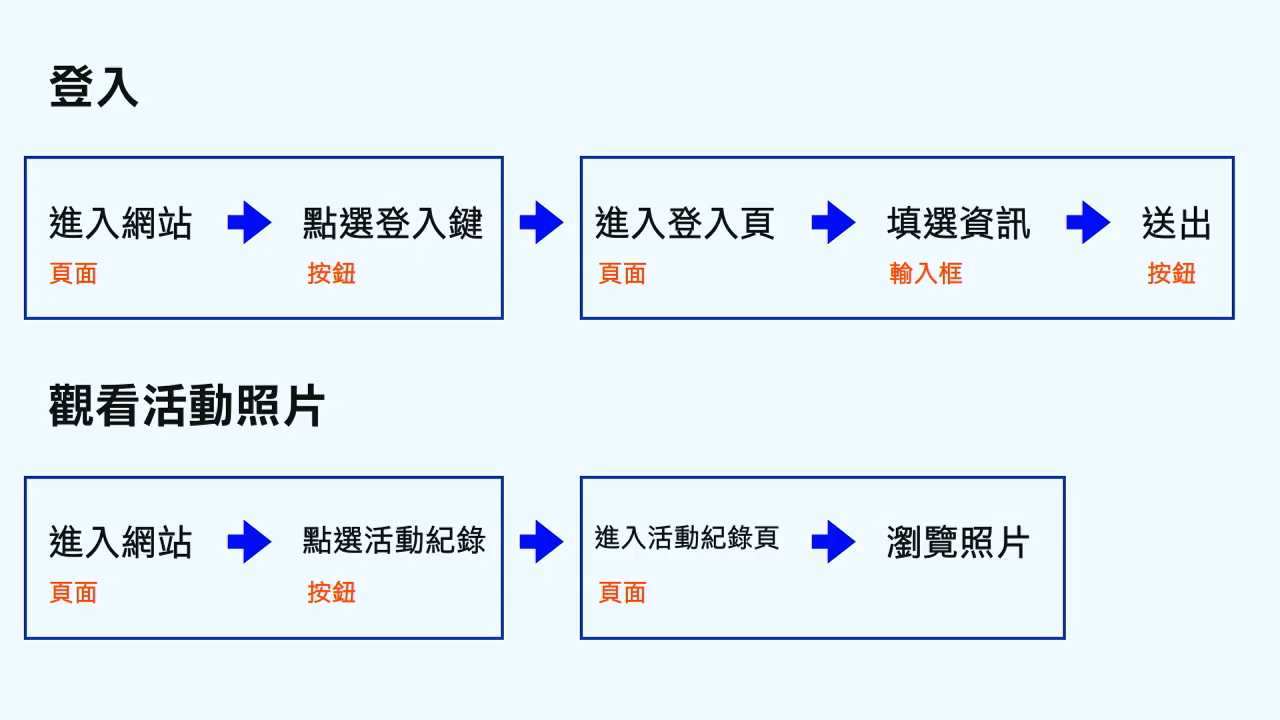 登入
進入網站 點選登入鍵 進入登入頁 填選資訊 送出
頁面 按鈕 頁面 輸入框 按鈕
觀看活動照片
進入網站 點選活動紀錄 進入活動紀錄頁 瀏覽照片
頁面 按鈕 頁面